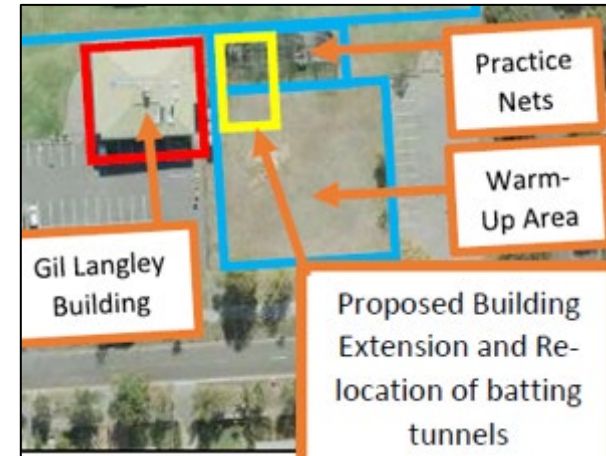 Practice
Nets
Warm-
Up Area
Gil Langley
Building
Proposed Building
Extension and Re-
location of batting
tunnels